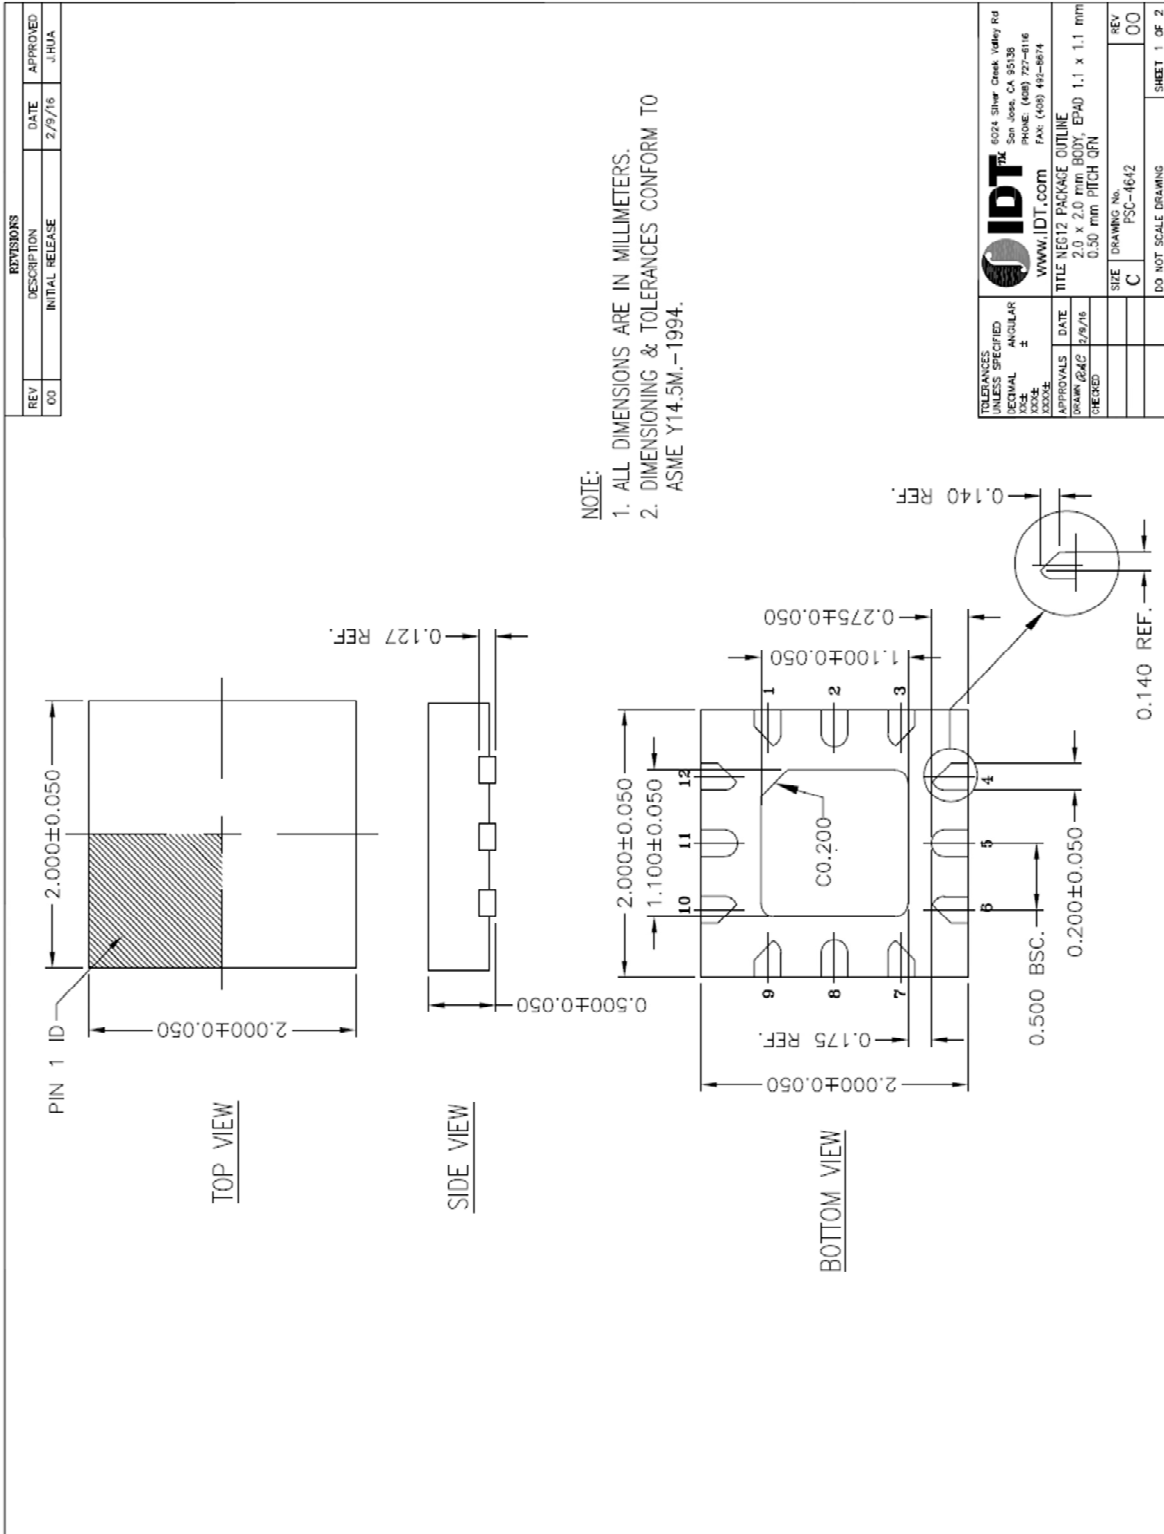 REVISIONS
REV DESCRIPTION DATE APPROVED
00 INITIAL RELEASE 2/9/16 J.HUA
PIN 1 ID
2.000±0.050
2.000±0.050
TOP VIEW
0.127 REF.
0.500±0.050
SIDE VIEW
NOTE:
1. ALL DIMENSIONS ARE IN MILLIMETERS.
2. DIMENSIONING & TOLERANCES CONFORM TO
ASME Y14.5M.-1994.
2.000±0.050
1.100±0.050
12
11
10
1
2
3
9
8
7
4
5
6
C0.200
1.100±0.050
0.275±0.050
0.175 REF.
2.000±0.050
0.500 BSC.
0.200±0.050
0.140 REF.
0.140 REF.
BOTTOM VIEW
TOLERANCES
UNLESS SPECIFIED
DECIMAL ANGULAR
XX± ±
XXX±
XXXX±
IDT™
www.IDT.com
6024 Silver Creek Valley Rd
San Jose, CA 95138
PHONE: (408) 727-6116
FAX: (408) 492-8674
APPROVALS DATE
DRAWN RAC 2/9/16
CHECKED
TITLE NEG12 PACKAGE OUTLINE
2.0 x 2.0 mm BODY, EPAD 1.1 x 1.1 mm
0.50 mm PITCH QFN
SIZE DRAWING No. REV
C PSC-4642 00
DO NOT SCALE DRAWING SHEET 1 OF 2